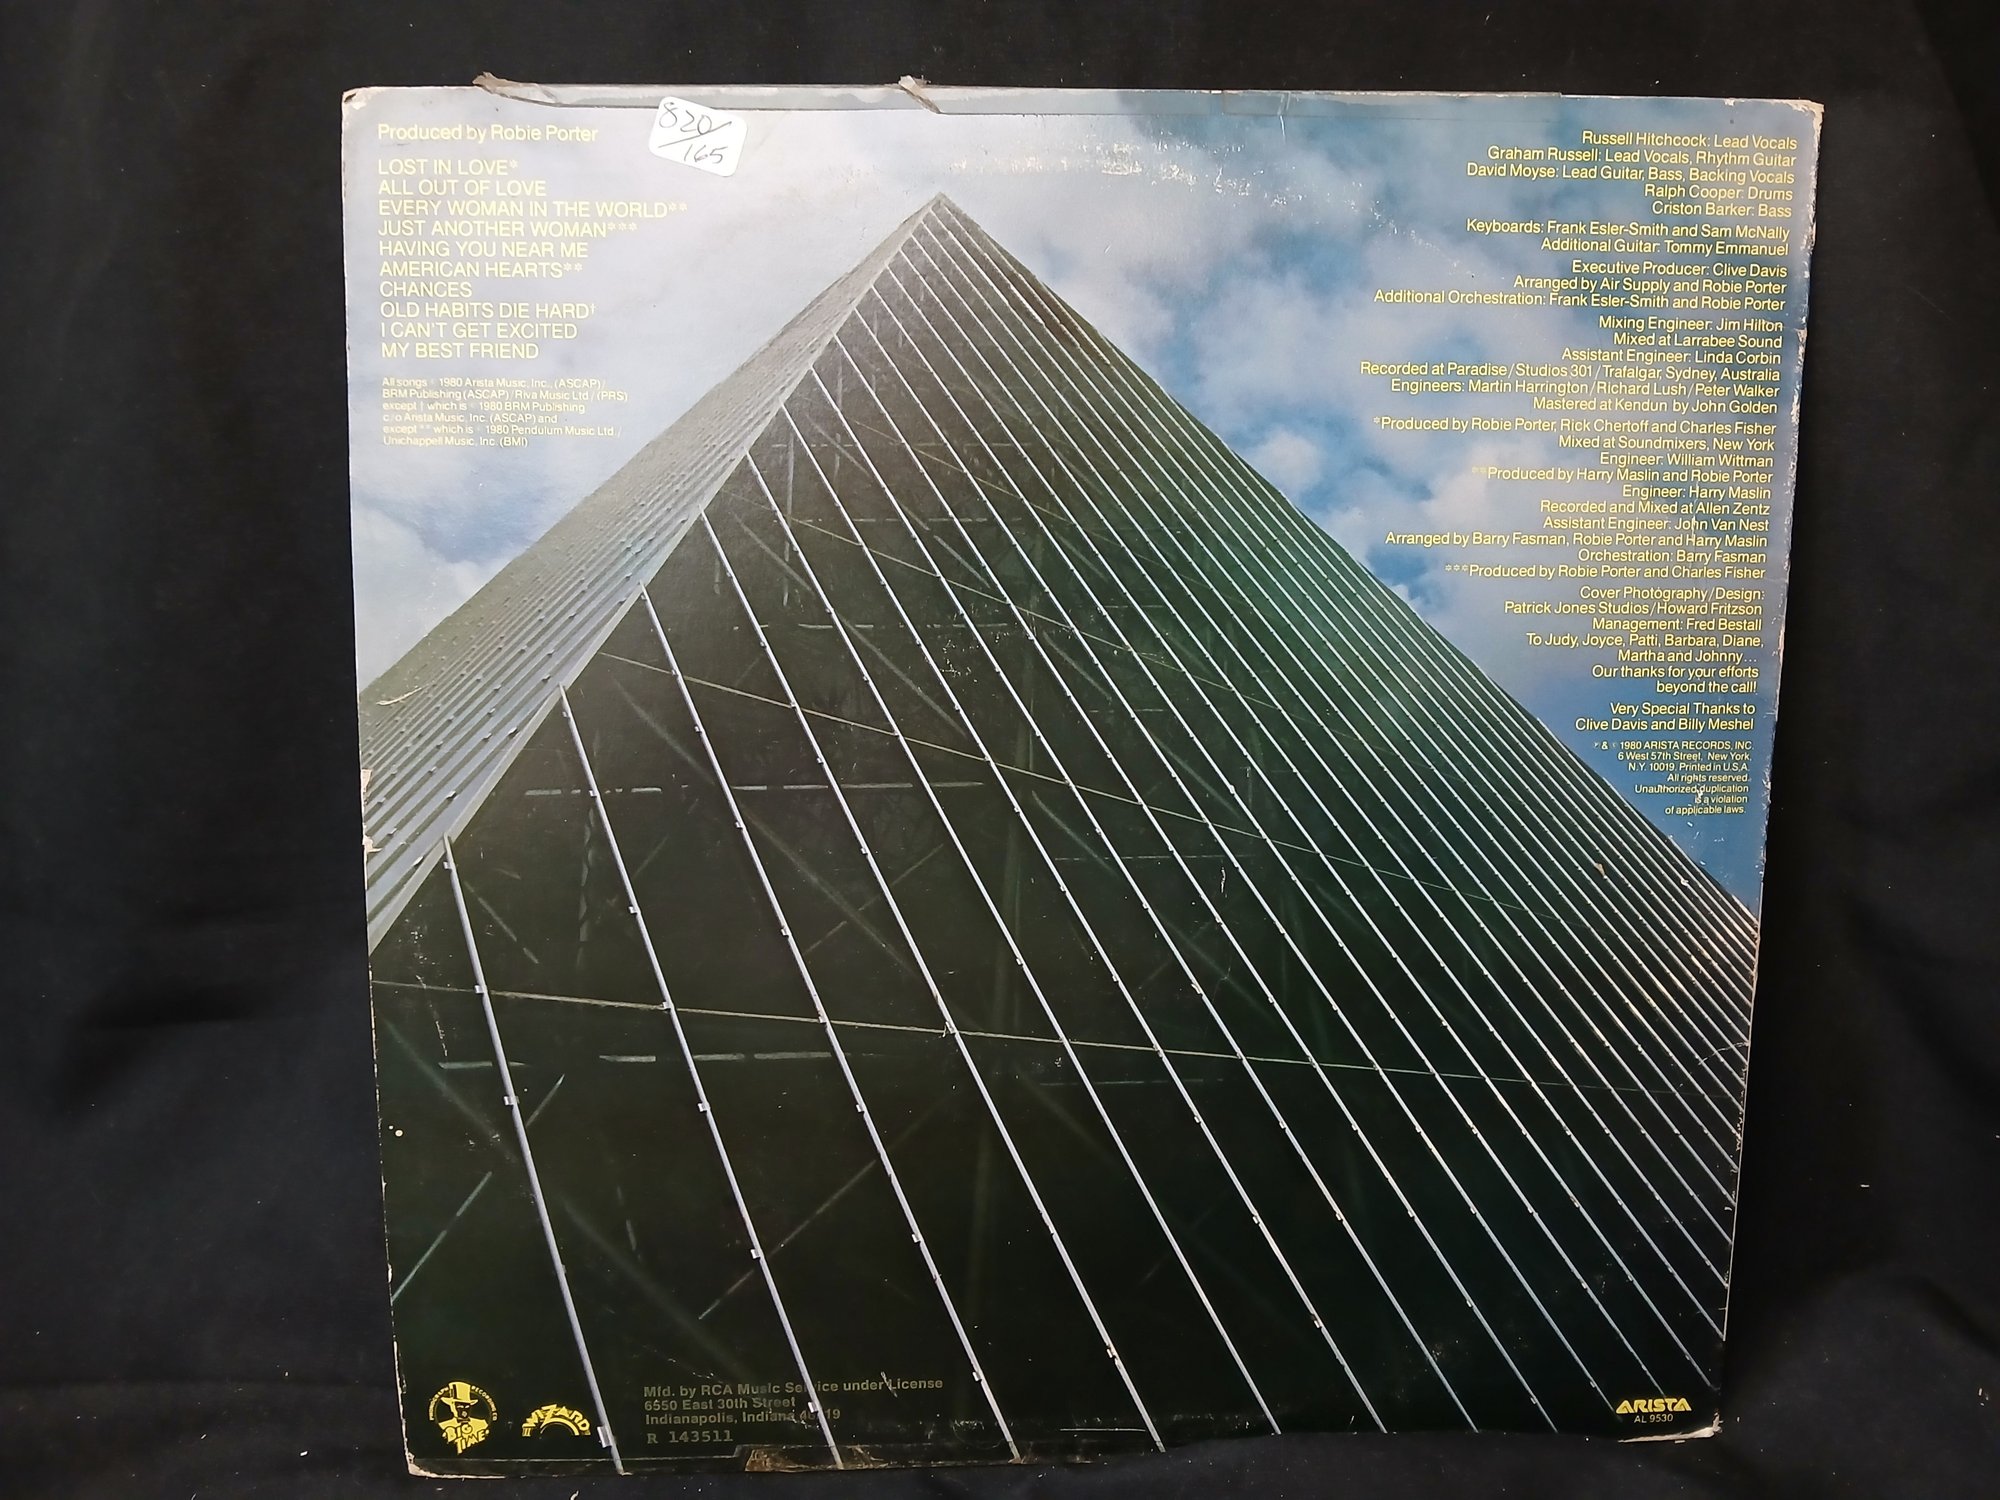 820/
165
Produced by Robie Porter
LOST IN LOVE*
ALL OUT OF LOVE
EVERY WOMAN IN THE WORLD**
JUST ANOTHER WOMAN***
HAVING YOU NEAR ME
AMERICAN HEARTS**
CHANCES
OLD HABITS DIE HARD†
I CAN'T GET EXCITED
MY BEST FRIEND
All songs © 1980 Arista Music, Inc., (ASCAP)/
BRM Publishing (ASCAP)/Riva Music Ltd./(PRS)
except † which is © 1980 BRM Publishing
c/o Arista Music, Inc. (ASCAP) and
except ** which is © 1980 Pendulum Music Ltd./
Unichappell Music, Inc. (BMI)
Russell Hitchcock: Lead Vocals
Graham Russell: Lead Vocals, Rhythm Guitar
David Moyse: Lead Guitar, Bass, Backing Vocals
Ralph Cooper: Drums
Criston Barker: Bass
Keyboards: Frank Esler-Smith and Sam McNally
Additional Guitar: Tommy Emmanuel
Executive Producer: Clive Davis
Arranged by Air Supply and Robie Porter
Additional Orchestration: Frank Esler-Smith and Robie Porter
Mixing Engineer: Jim Hilton
Mixed at Larrabee Sound
Assistant Engineer: Linda Corbin
Recorded at Paradise/Studios 301/Trafalgar, Sydney, Australia
Engineers: Martin Harrington/Richard Lush/Peter Walker
Mastered at Kendun by John Golden
*Produced by Robie Porter, Rick Chertoff and Charles Fisher
Mixed at Soundmixers, New York
Engineer: William Wittman
**Produced by Harry Maslin and Robie Porter
Engineer: Harry Maslin
Recorded and Mixed at Allen Zentz
Assistant Engineer: John Van Nest
Arranged by Barry Fasman, Robie Porter and Harry Maslin
Orchestration: Barry Fasman
***Produced by Robie Porter and Charles Fisher
Cover Photography/Design:
Patrick Jones Studios/Howard Fritzson
Management: Fred Bestall
To Judy, Joyce, Patti, Barbara, Diane,
Martha and Johnny...
Our thanks for your efforts
beyond the call!
Very Special Thanks to
Clive Davis and Billy Meshel
℗ & © 1980 ARISTA RECORDS, INC.
6 West 57th Street, New York,
N.Y. 10019. Printed in U.S.A.
All rights reserved.
Unauthorized duplication
is a violation
of applicable laws.
BIG TIME
WIZARD
Mfd. by RCA Music Service under License
6550 East 30th Street
Indianapolis, Indiana
R 143511
ARISTA
AL 9530